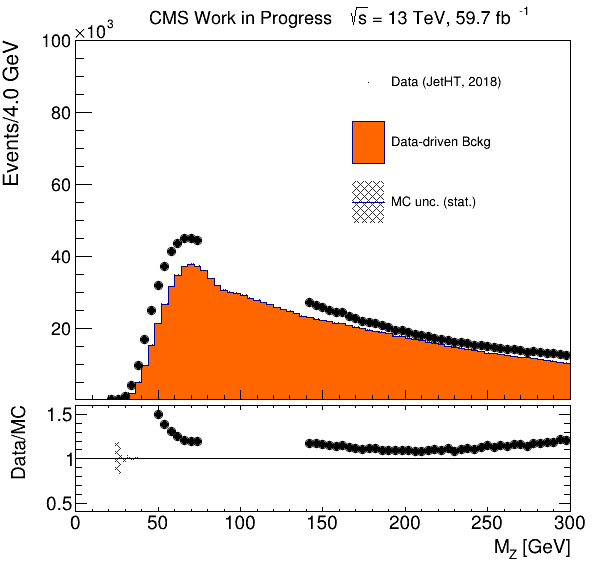 CMS Work in Progress √s = 13 TeV, 59.7 fb⁻¹
×10³
Events/4.0 GeV
100
80
60
40
20
Data (JetHT, 2018)
Data-driven Bckg
MC unc. (stat.)
Data/MC
1.5
1
0.5
0 50 100 150 200 250 300
M_Z [GeV]